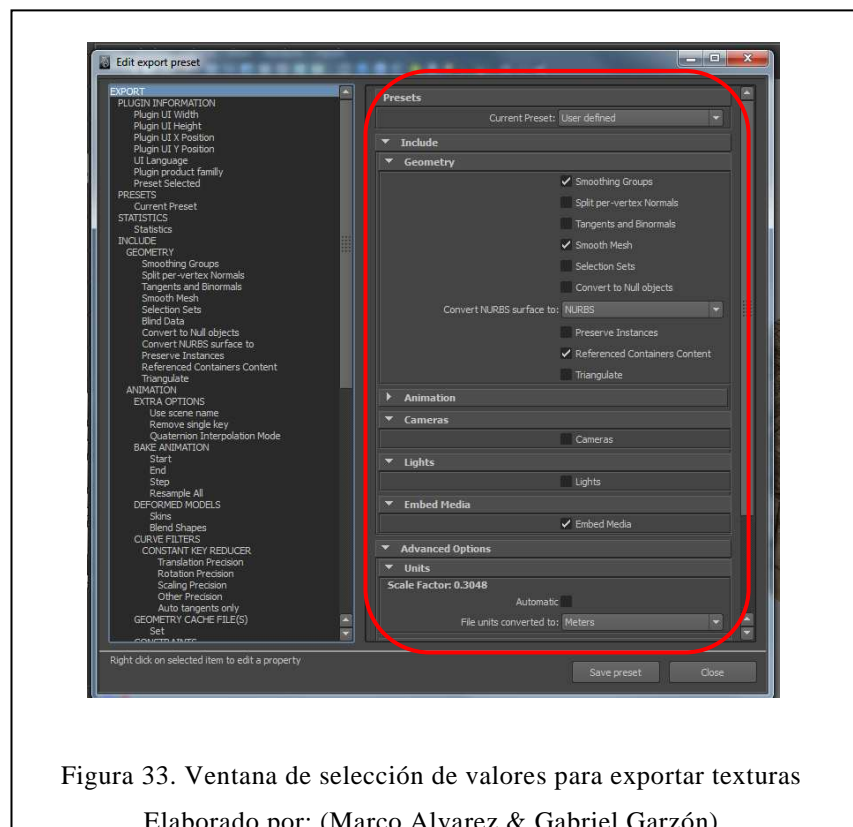 Edit export preset
EXPORT
PLUGIN INFORMATION
Plugin UI Width
Plugin UI Height
Plugin UI X Position
Plugin UI Y Position
UI Language
Plugin product familly
Preset Selected
PRESETS
Current Preset
STATISTICS
Statistics
INCLUDE
GEOMETRY
Smoothing Groups
Split per-vertex Normals
Tangents and Binormals
Smooth Mesh
Selection Sets
Blind Data
Convert to Null objects
Convert NURBS surface to
Preserve Instances
Referenced Containers Content
Triangulate
ANIMATION
EXTRA OPTIONS
Use scene name
Remove single key
Quaternion Interpolation Mode
BAKE ANIMATION
Start
End
Step
Resample All
DEFORMED MODELS
Skins
Blend Shapes
CURVE FILTERS
CONSTANT KEY REDUCER
Translation Precision
Rotation Precision
Scaling Precision
Other Precision
Auto tangents only
GEOMETRY CACHE FILE(S)
Set
CONSTRAINTS
Presets
Current Preset: User defined
Include
Geometry
Smoothing Groups
Split per-vertex Normals
Tangents and Binormals
Smooth Mesh
Selection Sets
Convert to Null objects
Convert NURBS surface to: NURBS
Preserve Instances
Referenced Containers Content
Triangulate
Animation
Cameras
Cameras
Lights
Lights
Embed Media
Embed Media
Advanced Options
Units
Scale Factor: 0.3048
Automatic
File units converted to: Meters
Right click on selected item to edit a property
Save preset Close
Figura 33. Ventana de selección de valores para exportar texturas
Elaborado por: (Marco Alvarez & Gabriel Garzón)